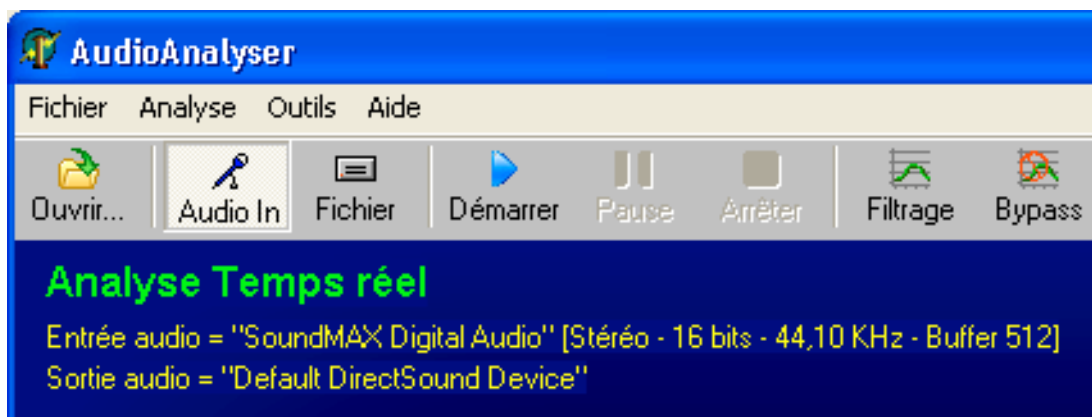 AudioAnalyser
Fichier Analyse Outils Aide
Ouvrir... Audio In Fichier Démarrer Pause Arrêter Filtrage Bypass
Analyse Temps réel
Entrée audio = "SoundMAX Digital Audio" [Stéréo - 16 bits - 44,10 KHz - Buffer 512]
Sortie audio = "Default DirectSound Device"